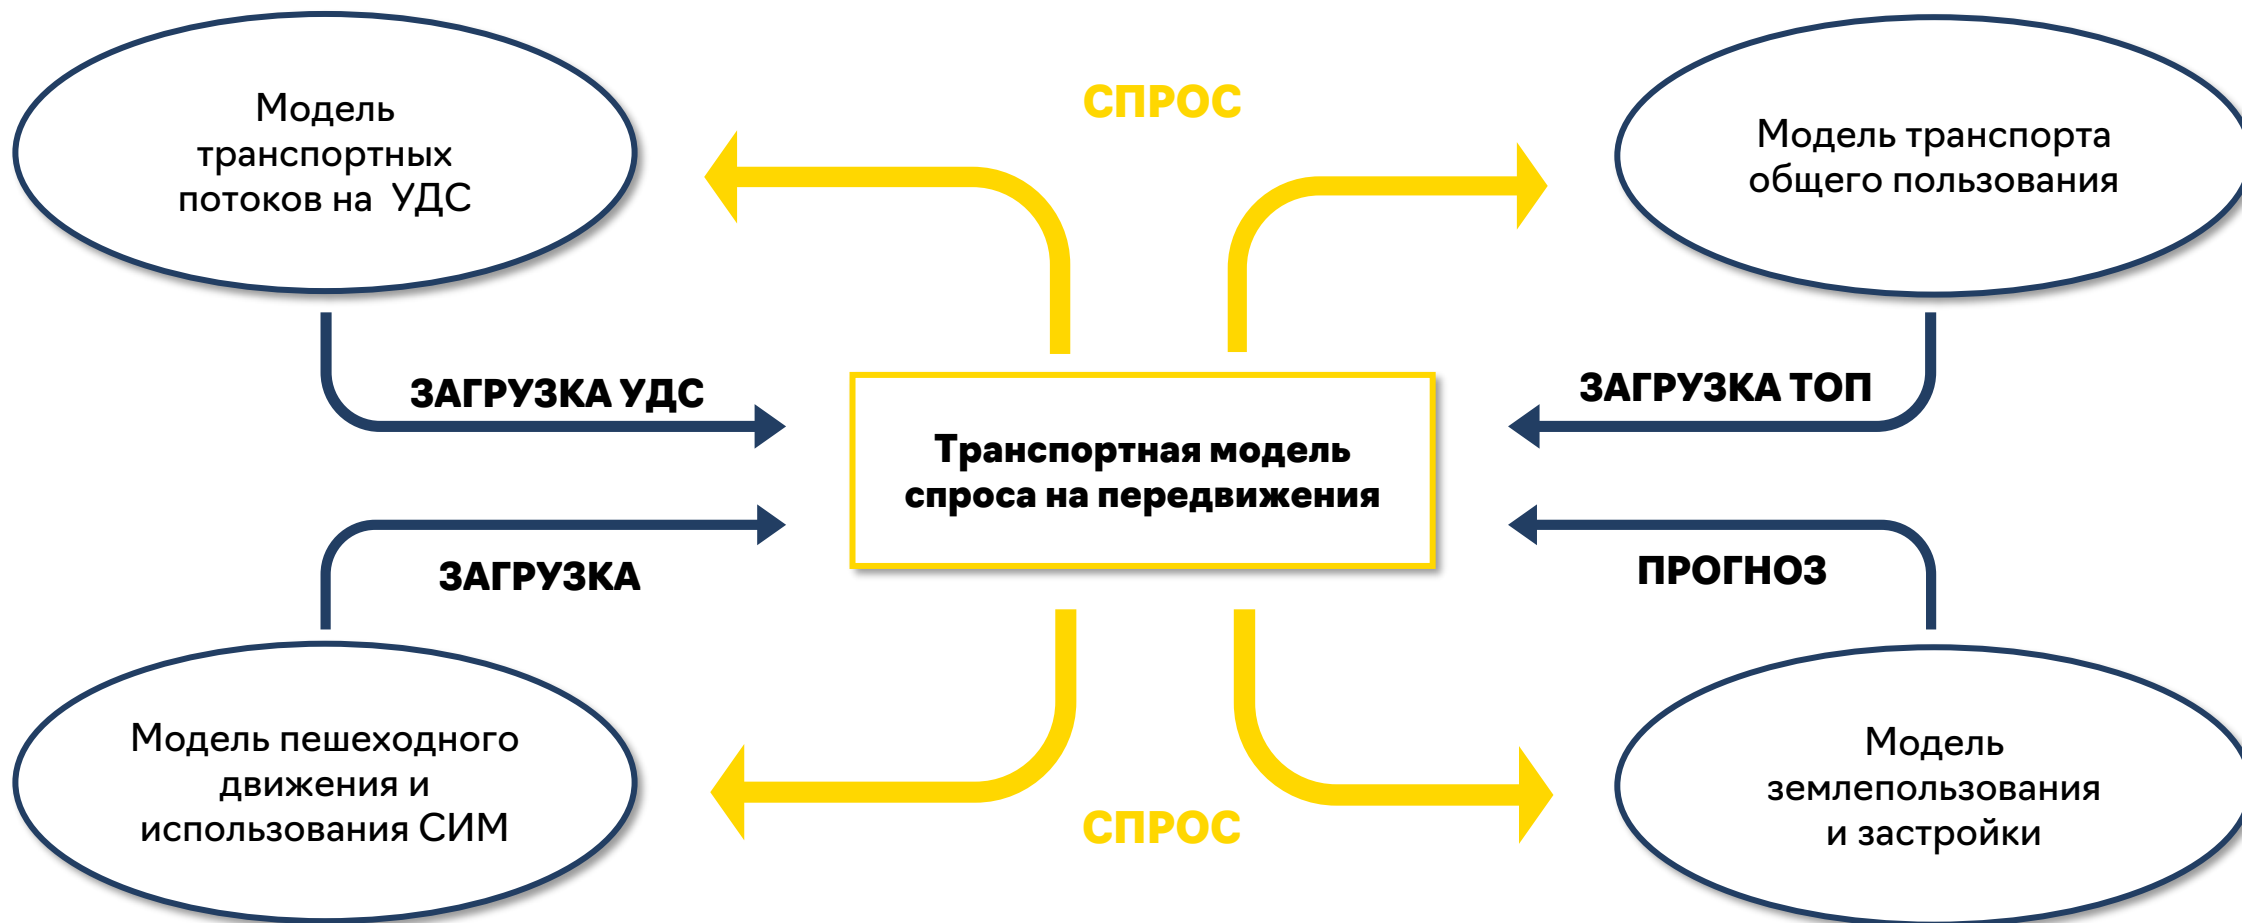 Модель
транспортных
потоков на УДС
СПРОС
Модель транспорта
общего пользования
ЗАГРУЗКА УДС
ЗАГРУЗКА ТОП
Транспортная модель
спроса на передвижения
ЗАГРУЗКА
ПРОГНОЗ
Модель пешеходного
движения и
использования СИМ
СПРОС
Модель
землепользования
и застройки